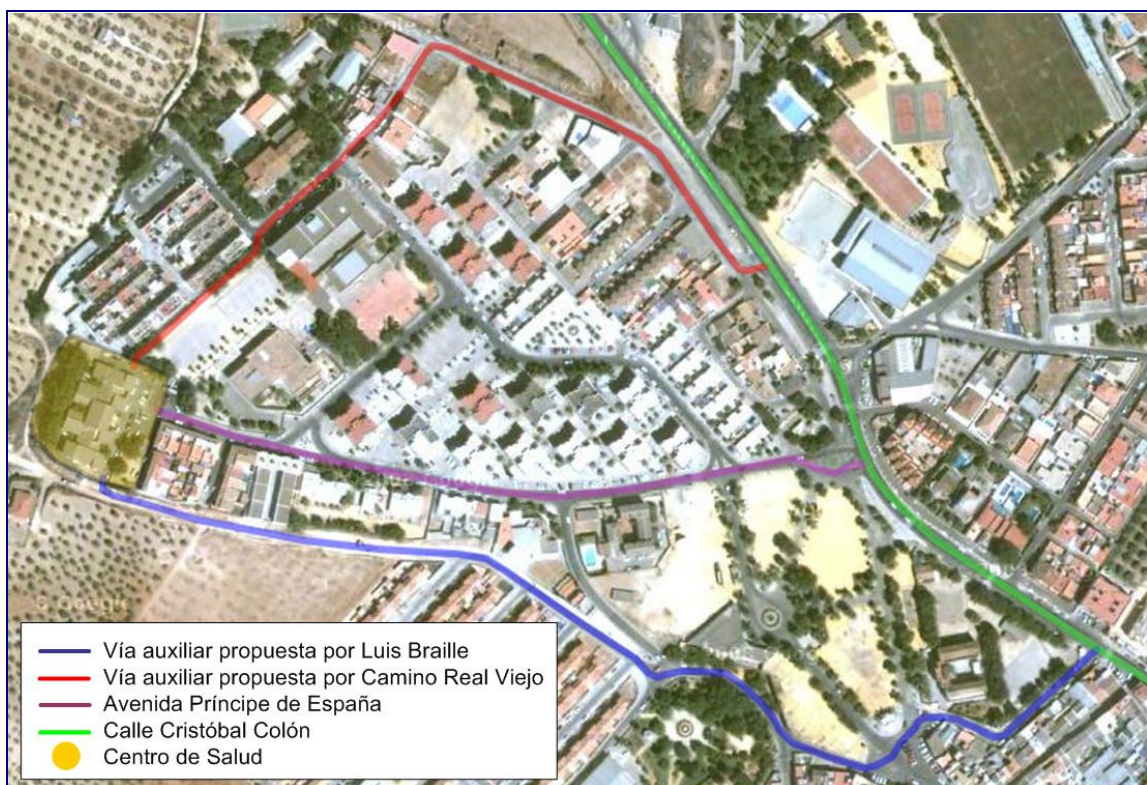 Vía auxiliar propuesta por Luis Braille
Vía auxiliar propuesta por Camino Real Viejo
Avenida Príncipe de España
Calle Cristóbal Colón
Centro de Salud